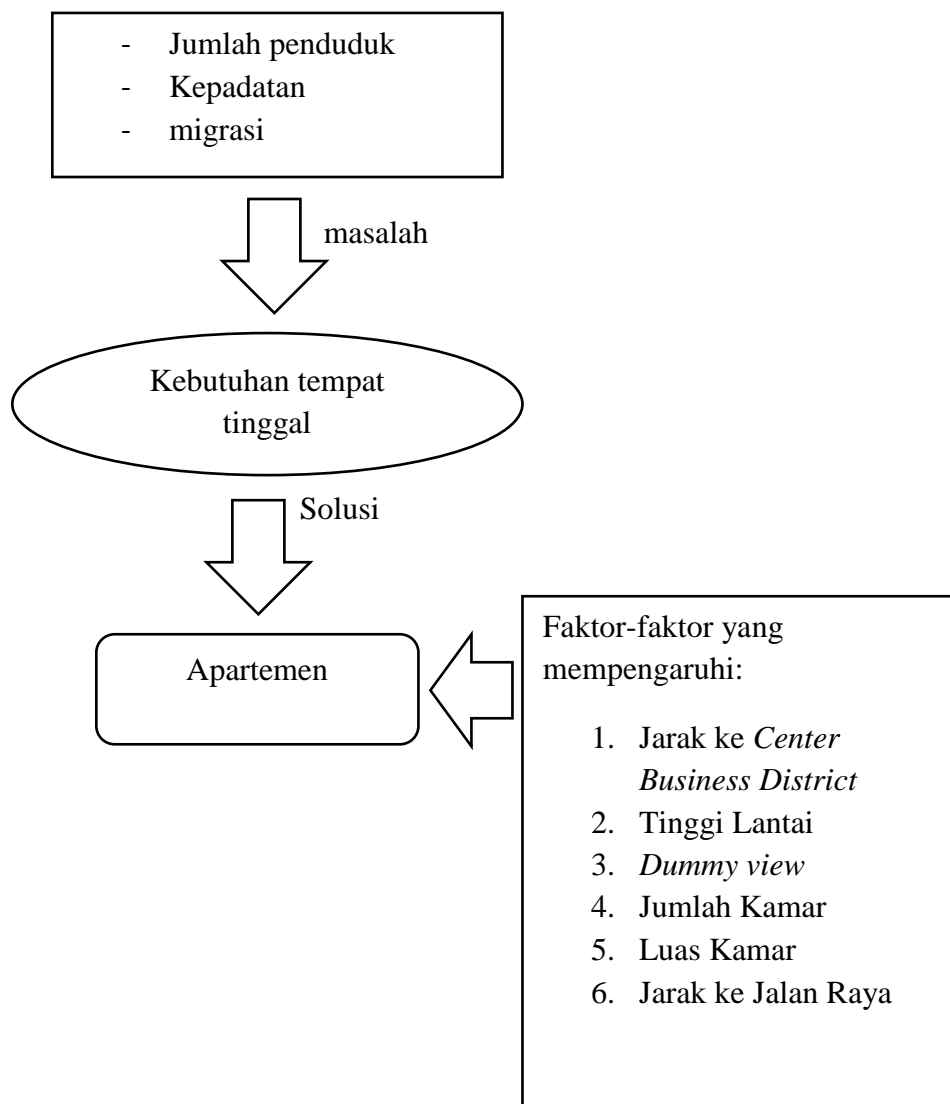 - Jumlah penduduk
- Kepadatan
- migrasi
masalah
Kebutuhan tempat
tinggal
Solusi
Apartemen
Faktor-faktor yang
mempengaruhi:
1. Jarak ke Center
Business District
2. Tinggi Lantai
3. Dummy view
4. Jumlah Kamar
5. Luas Kamar
6. Jarak ke Jalan Raya